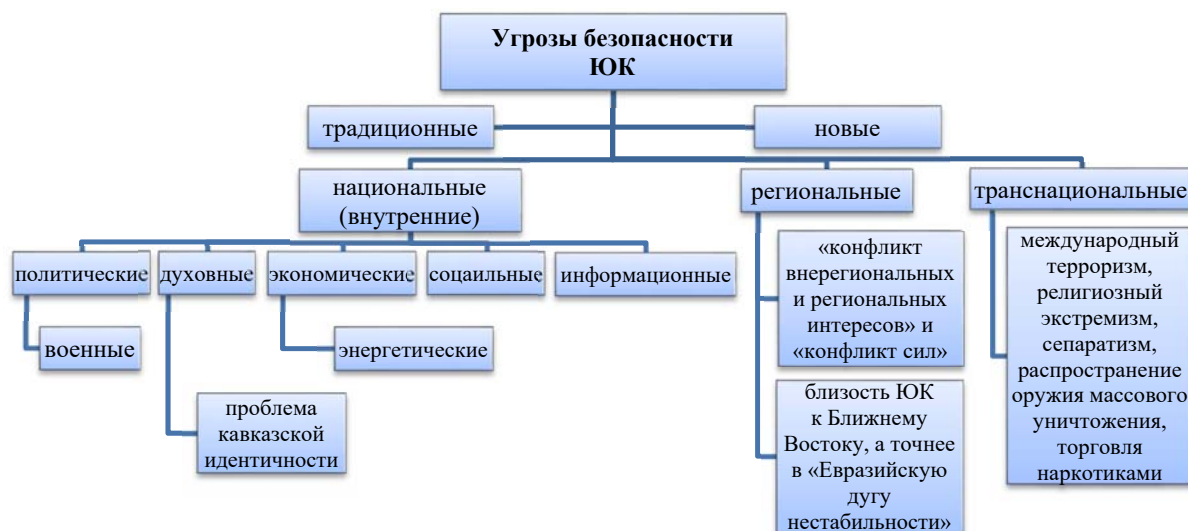 Угрозы безопасности
ЮК
традиционные
новые
национальные
(внутренние)
региональные
транснациональные
политические
духовные
экономические
соцаильные
информационные
военные
энергетические
проблема
кавказской
идентичности
«конфликт
внерегиональных
и региональных
интересов» и
«конфликт сил»
близость ЮК
к Ближнему
Востоку, а точнее
в «Евразийскую
дугу
нестабильности»
международный
терроризм,
религиозный
экстремизм,
сепаратизм,
распространение
оружия массового
уничтожения,
торговля
наркотиками